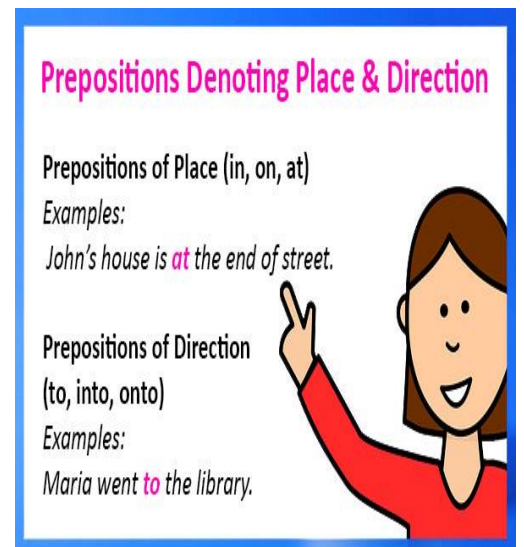 Prepositions Denoting Place & Direction
Prepositions of Place (in, on, at)
Examples:
John's house is at the end of street.
Prepositions of Direction
(to, into, onto)
Examples:
Maria went to the library.